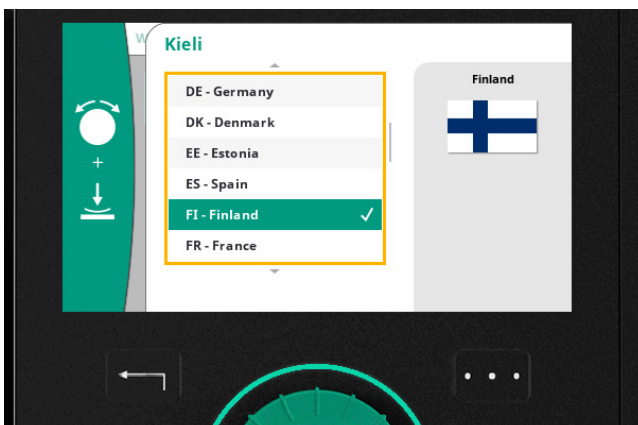 W
Kieli
DE - Germany
DK - Denmark
EE - Estonia
ES - Spain
FI - Finland
FR - France
Finland